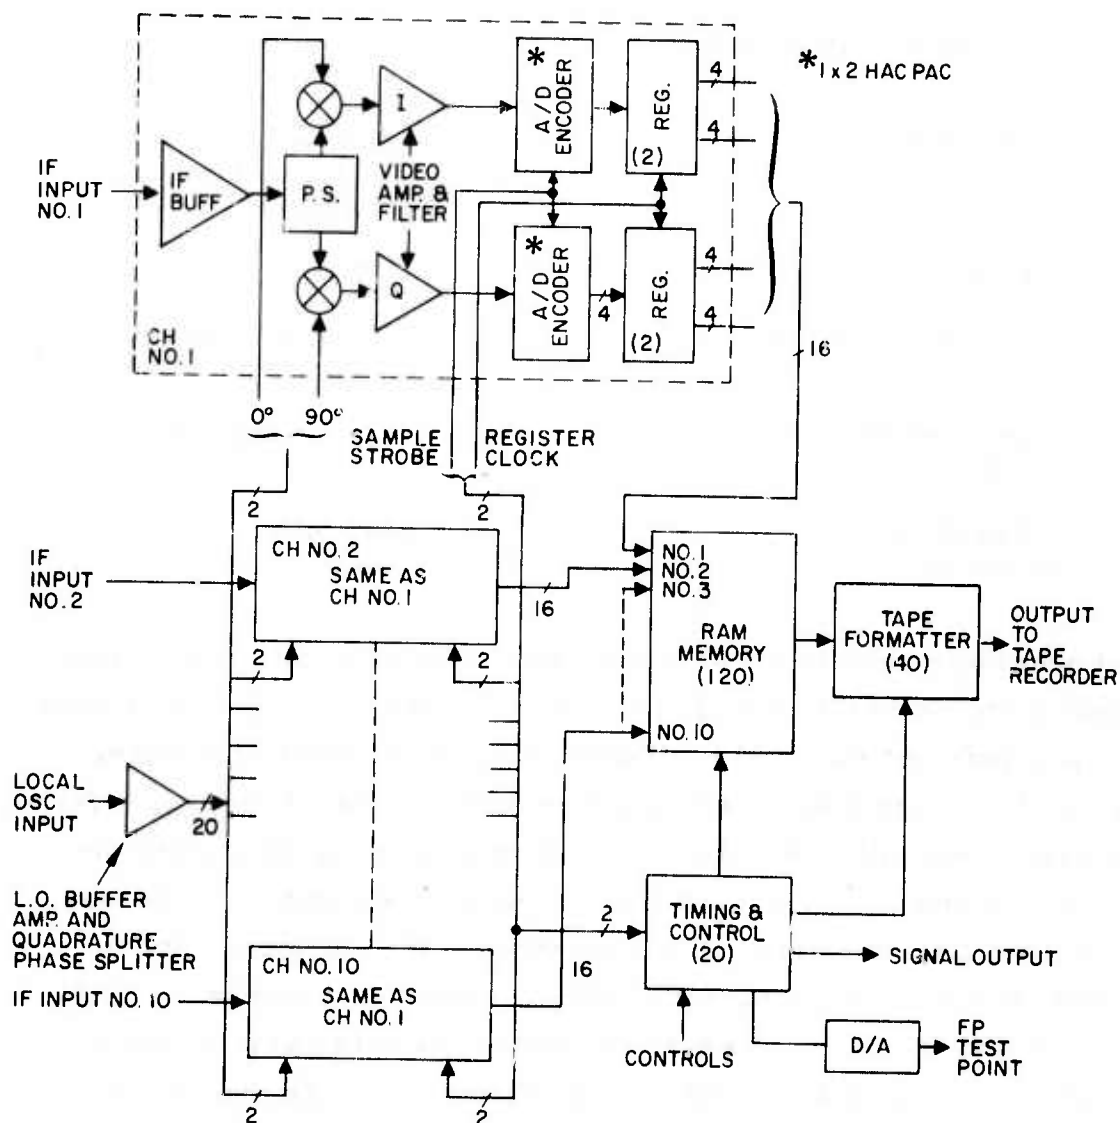 *1 x 2 HAC PAC
IF
INPUT
NO. 1
IF
BUFF
P. S.
I
VIDEO
AMP. &
FILTER
Q
* A/D
ENCODER
REG.
(2)
4
4
* A/D
ENCODER
4
REG.
(2)
4
4
16
CH
NO. 1
0°
90°
SAMPLE
STROBE
REGISTER
CLOCK
2
2
IF
INPUT
NO. 2
CH NO. 2
SAME AS
CH NO. 1
16
2
2
NO. 1
NO. 2
NO. 3
NO. 10
RAM
MEMORY
(120)
TAPE
FORMATTER
(40)
OUTPUT
TO
TAPE
RECORDER
LOCAL
OSC
INPUT
20
L.O. BUFFER
AMP. AND
QUADRATURE
PHASE SPLITTER
IF INPUT NO. 10
CH NO. 10
SAME AS
CH NO. 1
16
2
2
2
TIMING &
CONTROL
(20)
SIGNAL OUTPUT
CONTROLS
D/A
FP
TEST
POINT